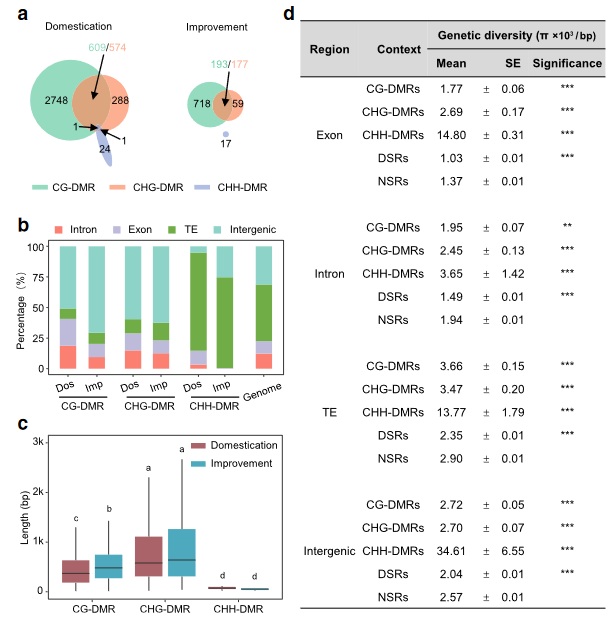 a
Domestication
Improvement
609/574
193/177
2748
288
718
59
1
1
24
17
CG-DMR
CHG-DMR
CHH-DMR
b
Intron
Exon
TE
Intergenic
Percentage (%)
100
75
50
25
0
Dos
Imp
Dos
Imp
Dos
Imp
Genome
CG-DMR
CHG-DMR
CHH-DMR
c
Domestication
Improvement
Length (bp)
3k
2k
1k
0
c
b
a
a
d
d
CG-DMR
CHG-DMR
CHH-DMR
d
Region Context Genetic diversity (π ×10³/bp)
Mean SE Significance
CG-DMRs 1.77 ± 0.06 ***
CHG-DMRs 2.69 ± 0.17 ***
Exon CHH-DMRs 14.80 ± 0.31 ***
DSRs 1.03 ± 0.01 ***
NSRs 1.37 ± 0.01
CG-DMRs 1.95 ± 0.07 **
CHG-DMRs 2.45 ± 0.13 ***
Intron CHH-DMRs 3.65 ± 1.42 ***
DSRs 1.49 ± 0.01 ***
NSRs 1.94 ± 0.01
CG-DMRs 3.66 ± 0.15 ***
CHG-DMRs 3.47 ± 0.20 ***
TE CHH-DMRs 13.77 ± 1.79 ***
DSRs 2.35 ± 0.01 ***
NSRs 2.90 ± 0.01
CG-DMRs 2.72 ± 0.05 ***
CHG-DMRs 2.70 ± 0.07 ***
Intergenic CHH-DMRs 34.61 ± 6.55 ***
DSRs 2.04 ± 0.01 ***
NSRs 2.57 ± 0.01